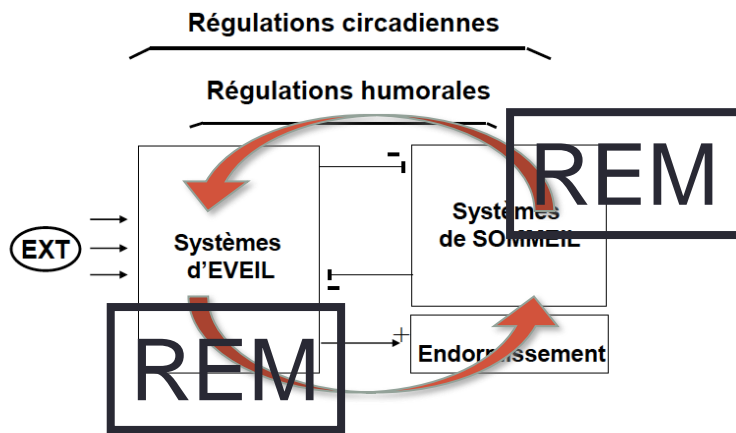 Régulations circadiennes
Régulations humorales
REM
EXT
Systèmes
d'EVEIL
Systèmes
de SOMMEIL
REM
Endormissement